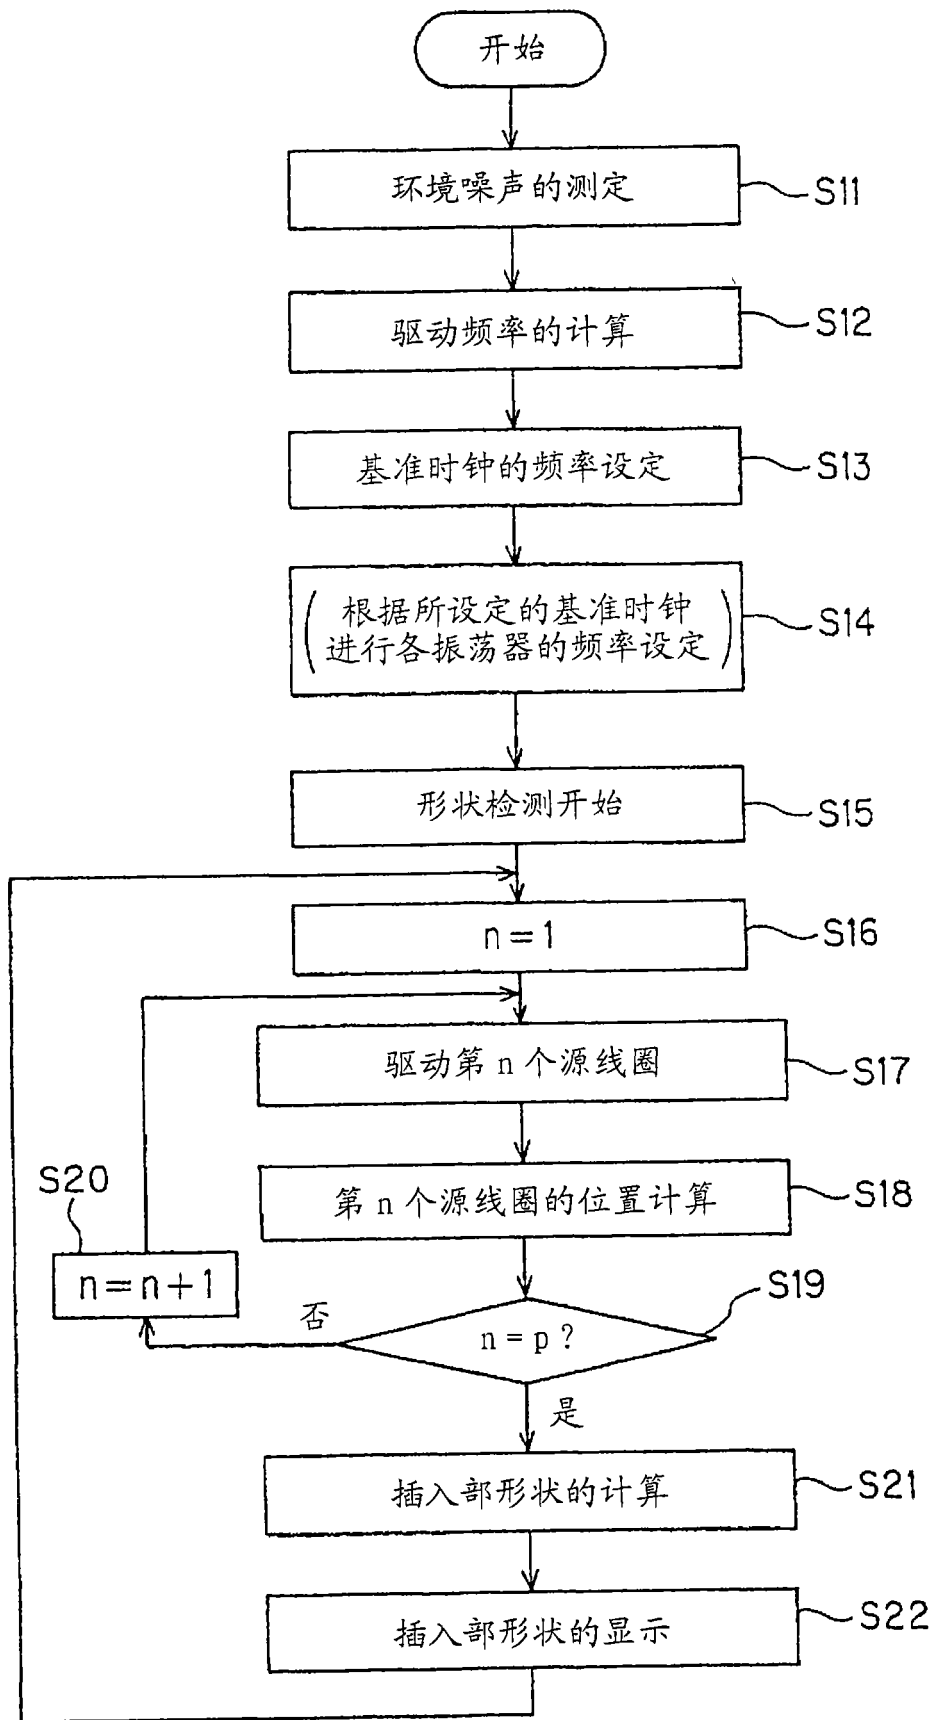 开始
环境噪声的测定
S11
驱动频率的计算
S12
基准时钟的频率设定
S13
根据所设定的基准时钟
进行各振荡器的频率设定
S14
形状检测开始
S15
n=1
S16
驱动第n个源线圈
S17
第n个源线圈的位置计算
S18
S20
n=n+1
否
n=p?
S19
是
插入部形状的计算
S21
插入部形状的显示
S22